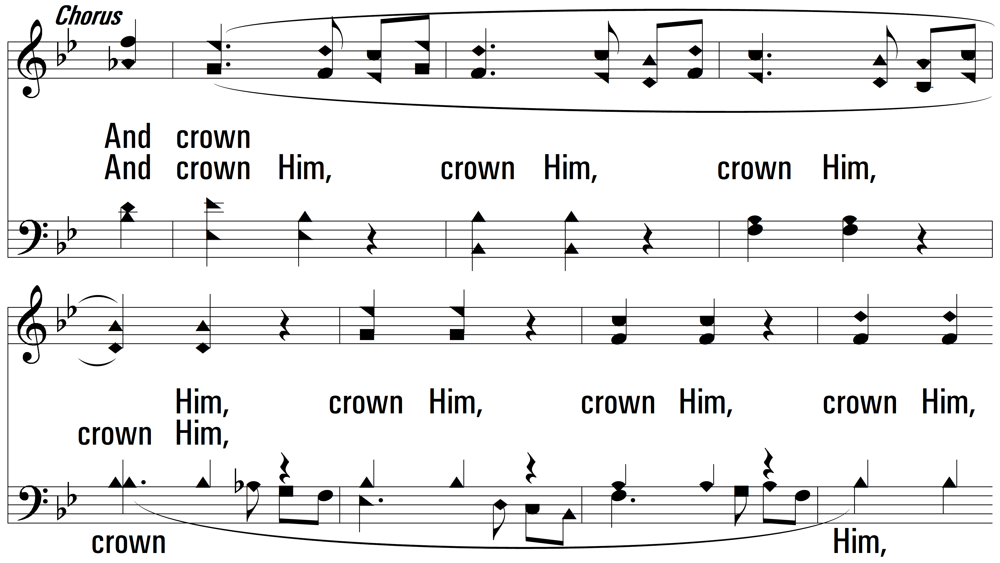 Chorus
And crown
And crown Him, crown Him, crown Him,
Him, crown Him, crown Him, crown Him,
crown Him,
crown Him,